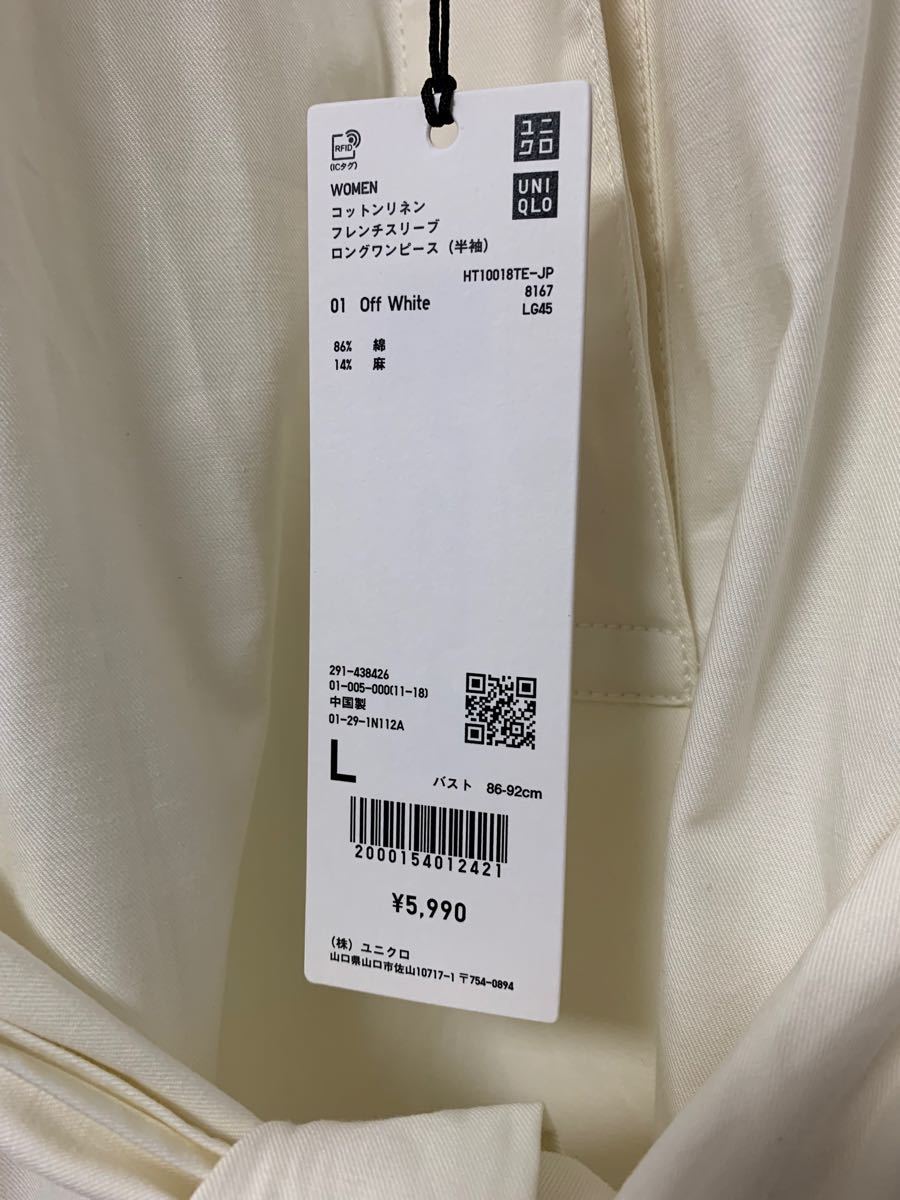 RFID
(ICタグ)
ユニ
クロ
UNI
QLO
WOMEN
コットンリネン
フレンチスリーブ
ロングワンピース（半袖）
HT10018TE-JP
8167
LG45
01 Off White
86% 綿
14% 麻
291-438426
01-005-000(11-18)
中国製
01-29-1N112A
L
バスト 86-92cm
2000154012421
¥5,990
（株）ユニクロ
山口県山口市佐山10717-1 〒754-0894